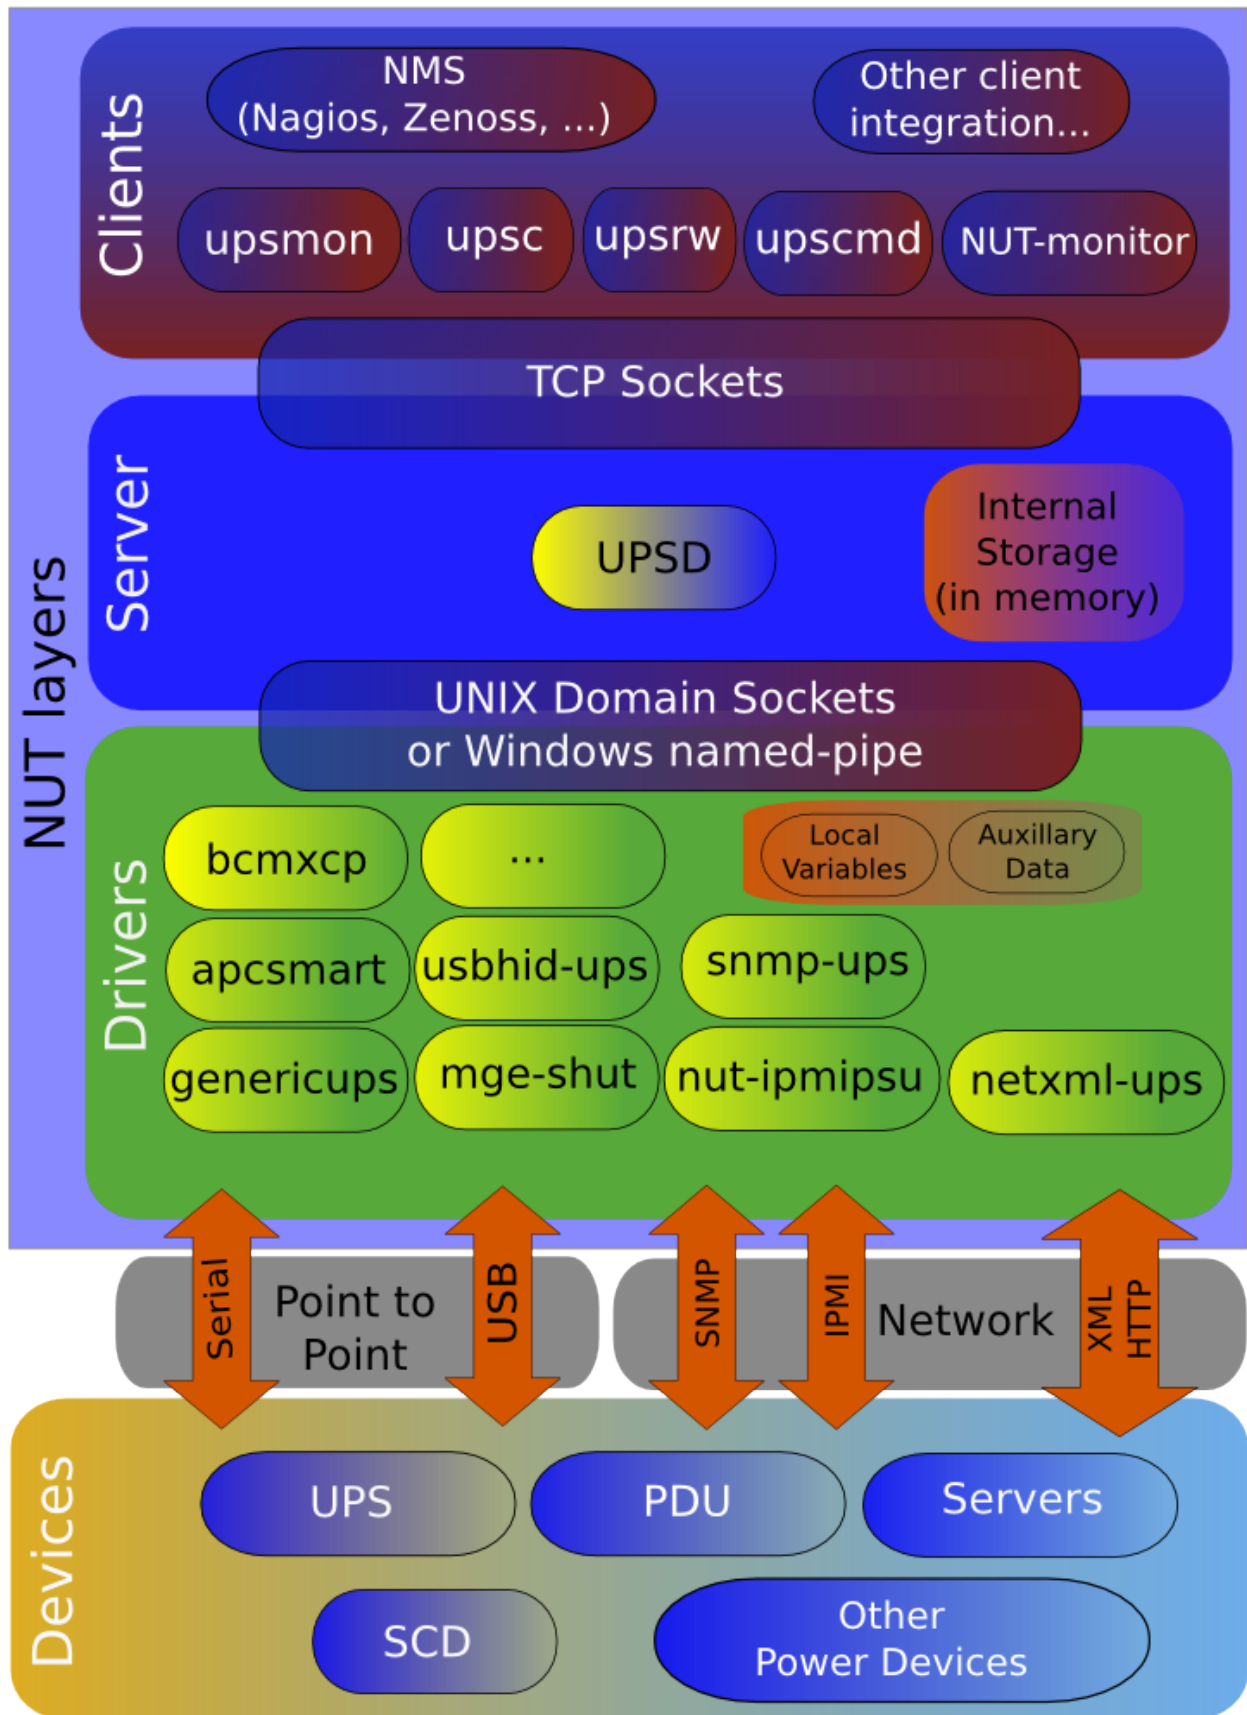 NUT layers
Clients
NMS
(Nagios, Zenoss, ...)
Other client
integration...
upsmon
upsc
upsrw
upscmd
NUT-monitor
TCP Sockets
Server
UPSD
Internal
Storage
(in memory)
UNIX Domain Sockets
or Windows named-pipe
Drivers
bcmxcp
...
Local
Variables
Auxillary
Data
apcsmart
usbhid-ups
snmp-ups
genericups
mge-shut
nut-ipmipsu
netxml-ups
Serial
Point to
Point
USB
SNMP
IPMI
Network
XML
HTTP
Devices
UPS
PDU
Servers
SCD
Other
Power Devices